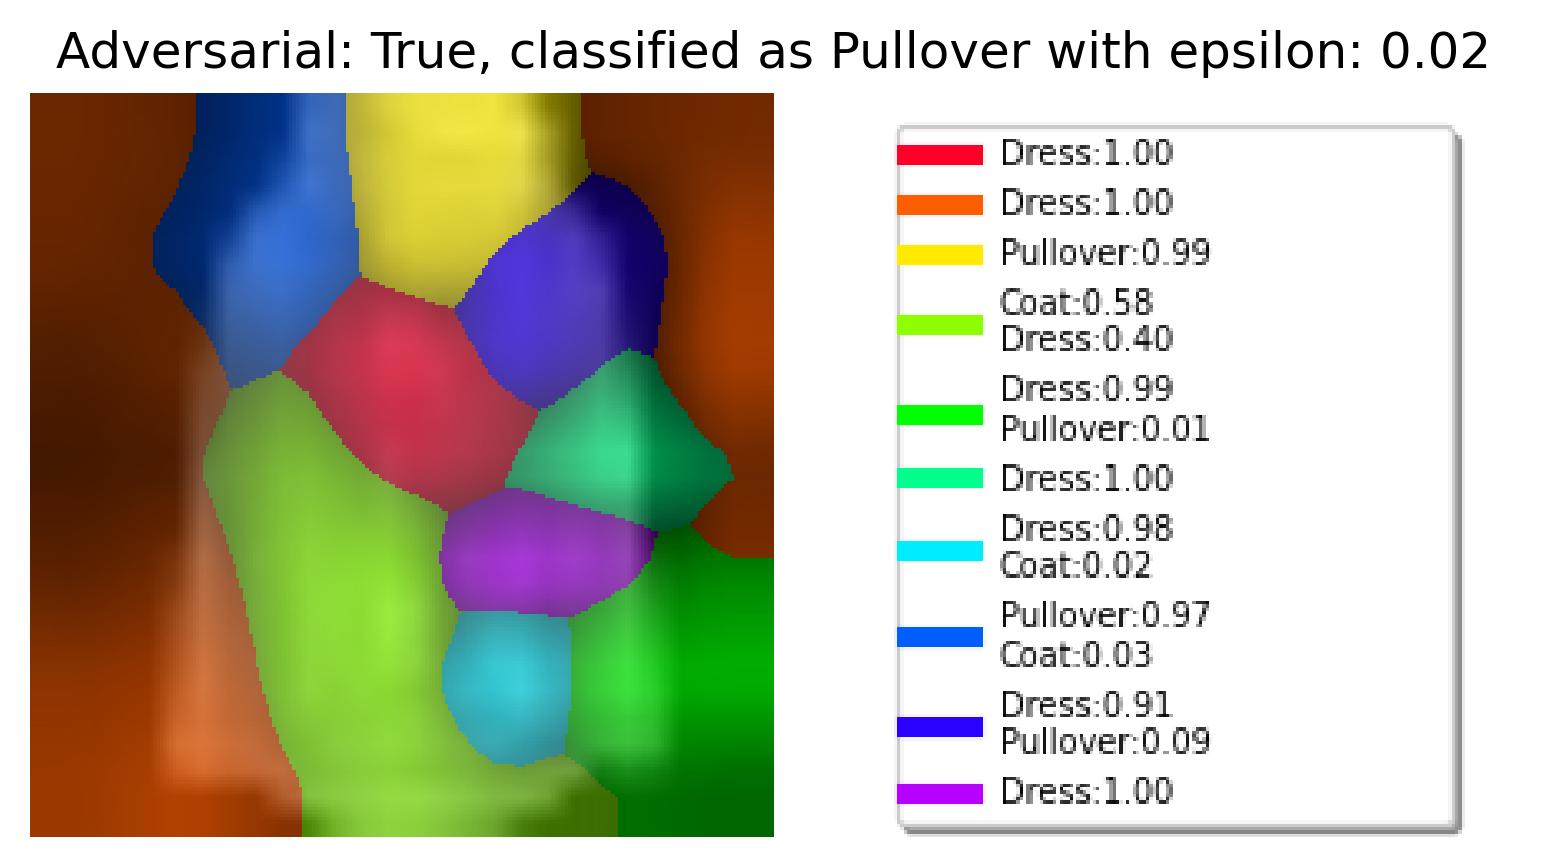 Adversarial: True, classified as Pullover with epsilon: 0.02
Dress:1.00
Dress:1.00
Pullover:0.99
Coat:0.58
Dress:0.40
Dress:0.99
Pullover:0.01
Dress:1.00
Dress:0.98
Coat:0.02
Pullover:0.97
Coat:0.03
Dress:0.91
Pullover:0.09
Dress:1.00